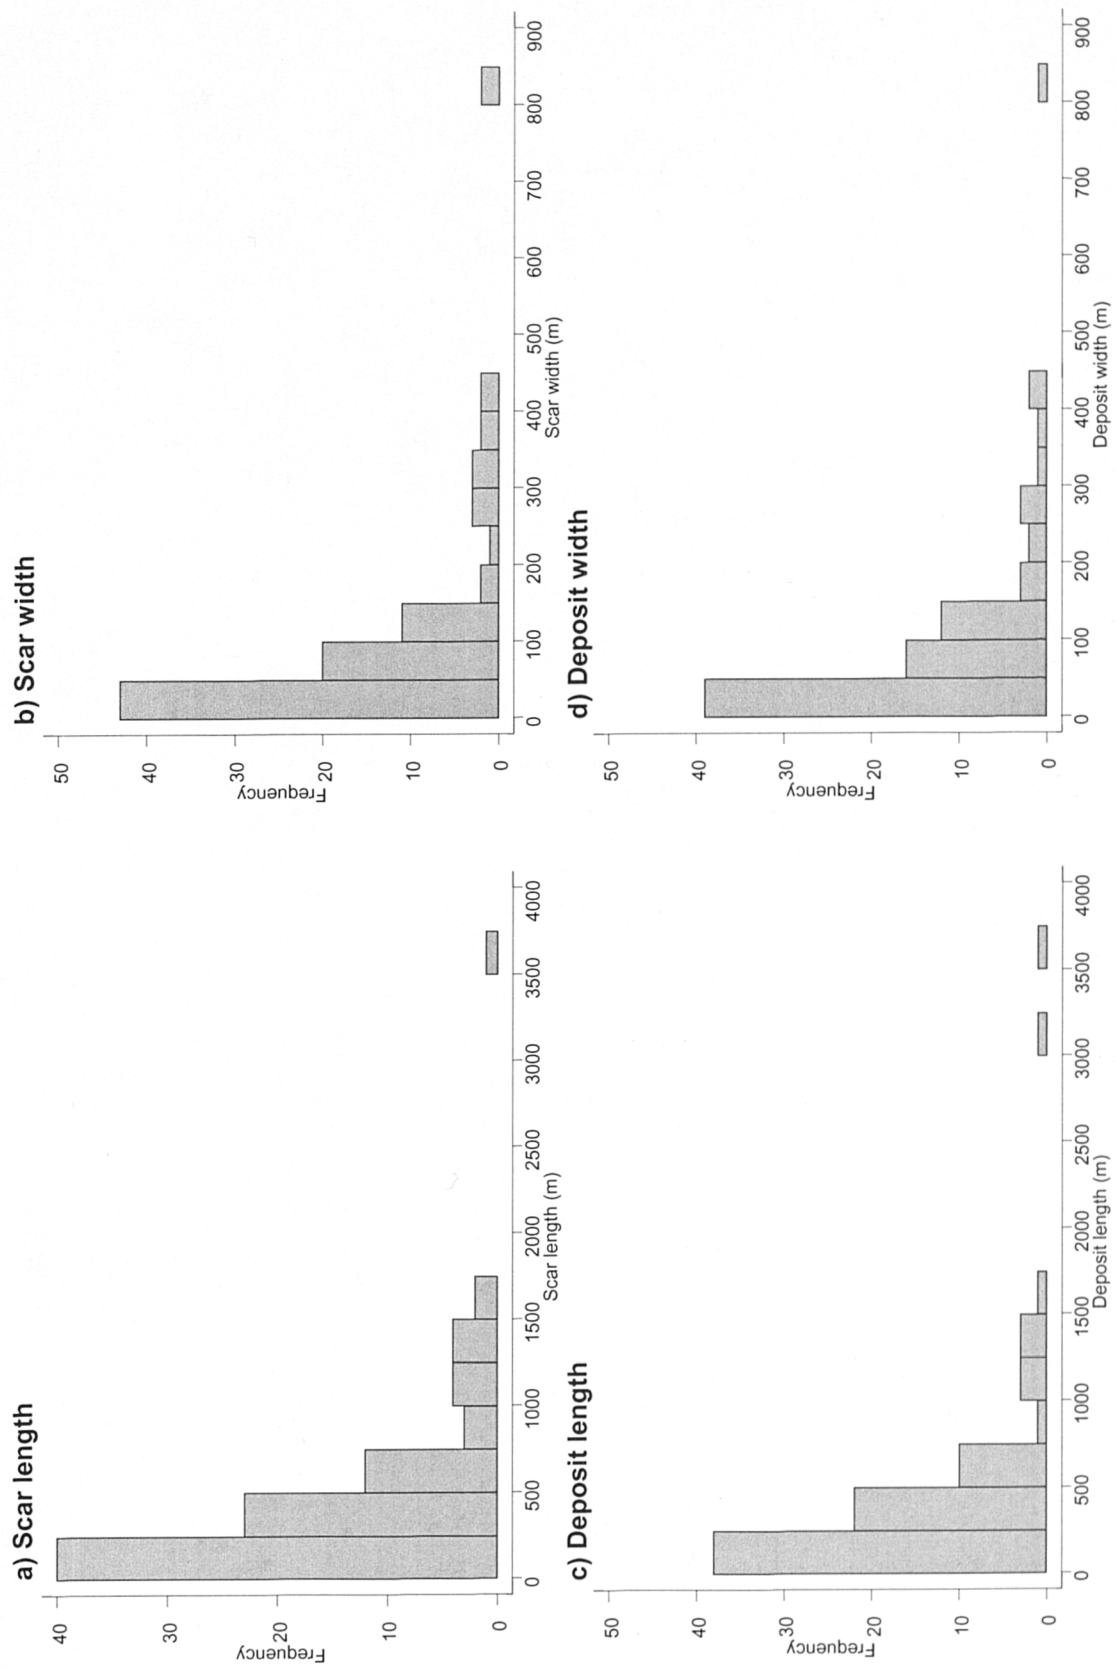 a) Scar length
40
30
20
10
0
Frequency
0 500 1000 1500 2000 2500 3000 3500 4000
Scar length (m)
b) Scar width
50
40
30
20
10
0
Frequency
0 100 200 300 400 500 600 700 800 900
Scar width (m)
c) Deposit length
50
40
30
20
10
0
Frequency
0 500 1000 1500 2000 2500 3000 3500 4000
Deposit length (m)
d) Deposit width
50
40
30
20
10
0
Frequency
0 100 200 300 400 500 600 700 800 900
Deposit width (m)